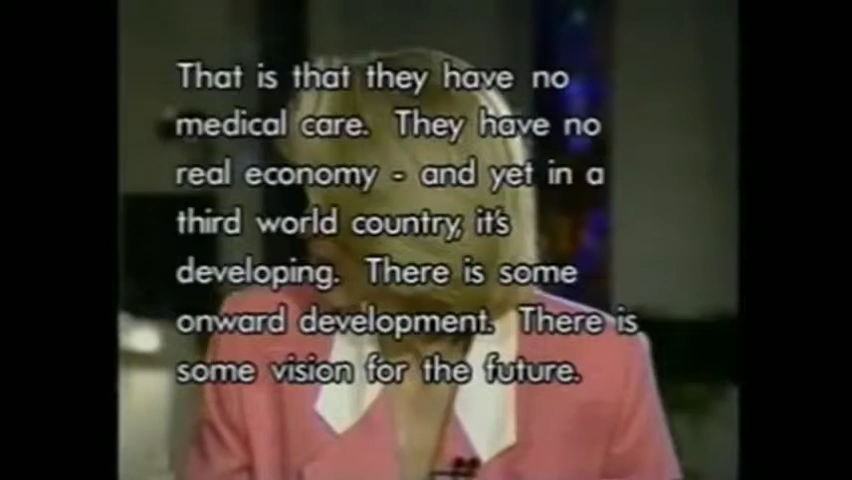 That is that they have no
medical care. They have no
real economy - and yet in a
third world country, it's
developing. There is some
onward development. There is
some vision for the future.